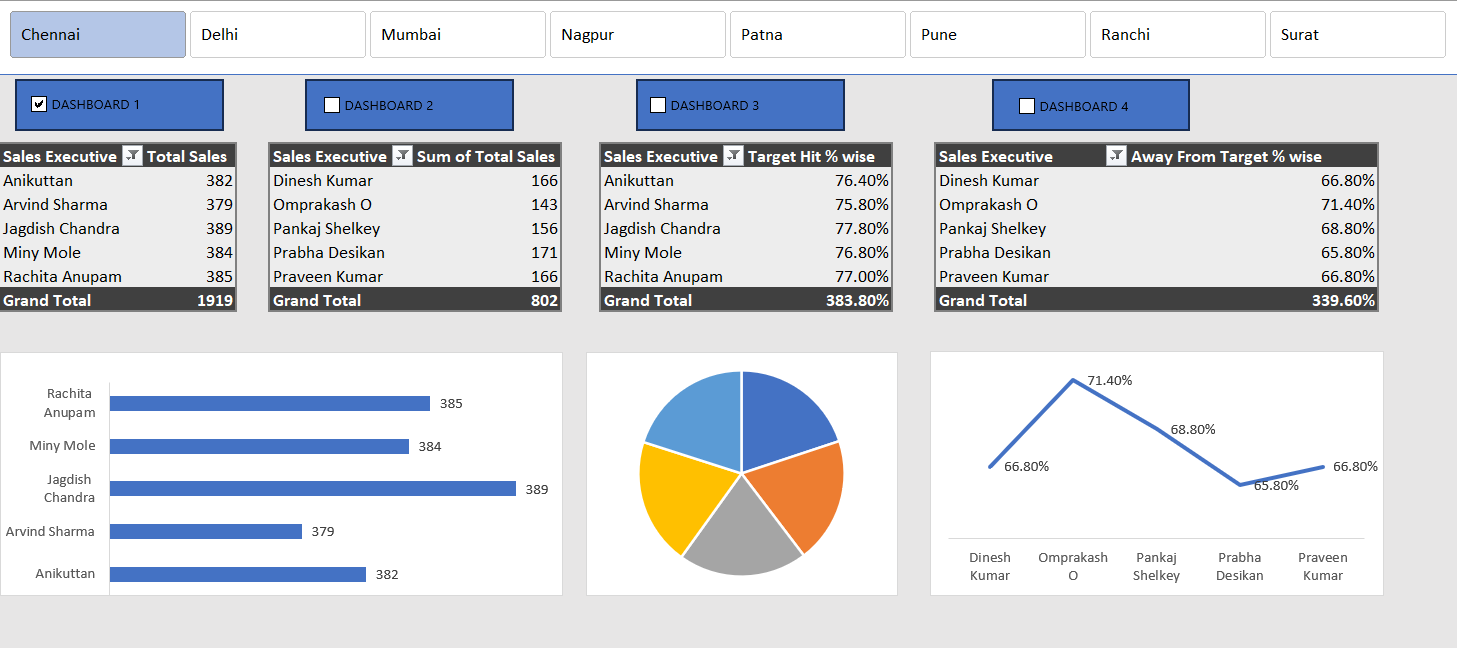 Chennai Delhi Mumbai Nagpur Patna Pune Ranchi Surat
DASHBOARD 1 DASHBOARD 2 DASHBOARD 3 DASHBOARD 4
Sales Executive Total Sales
Anikuttan 382
Arvind Sharma 379
Jagdish Chandra 389
Miny Mole 384
Rachita Anupam 385
Grand Total 1919
Sales Executive Sum of Total Sales
Dinesh Kumar 166
Omprakash O 143
Pankaj Shelkey 156
Prabha Desikan 171
Praveen Kumar 166
Grand Total 802
Sales Executive Target Hit % wise
Anikuttan 76.40%
Arvind Sharma 75.80%
Jagdish Chandra 77.80%
Miny Mole 76.80%
Rachita Anupam 77.00%
Grand Total 383.80%
Sales Executive Away From Target % wise
Dinesh Kumar 66.80%
Omprakash O 71.40%
Pankaj Shelkey 68.80%
Prabha Desikan 65.80%
Praveen Kumar 66.80%
Grand Total 339.60%
Rachita
Anupam 385
Miny Mole 384
Jagdish
Chandra 389
Arvind Sharma 379
Anikuttan 382
66.80%
71.40%
68.80%
65.80%
66.80%
Dinesh
Kumar
Omprakash
O
Pankaj
Shelkey
Prabha
Desikan
Praveen
Kumar